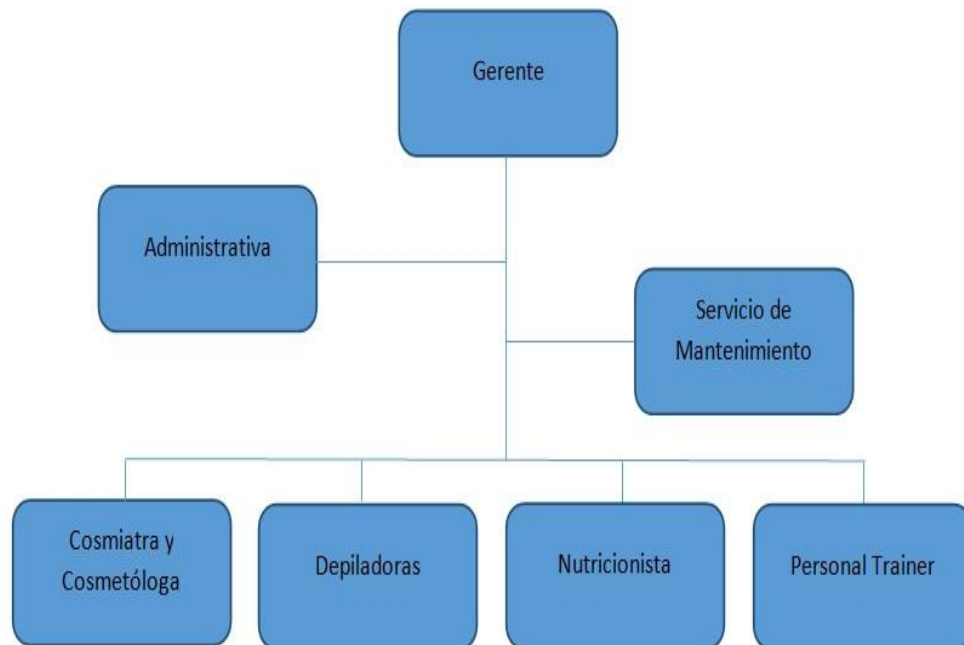 Gerente
Administrativa
Servicio de
Mantenimiento
Cosmiatra y
Cosmetóloga
Depiladoras
Nutricionista
Personal Trainer